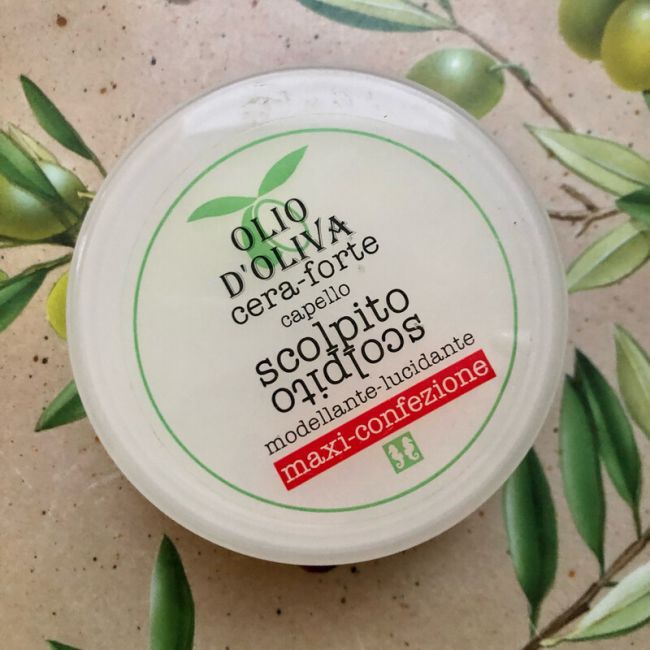 OLIO
D'OLIVA
cera-forte
capello
scolpito
scolpito
modellante-lucidante
maxi-confezione